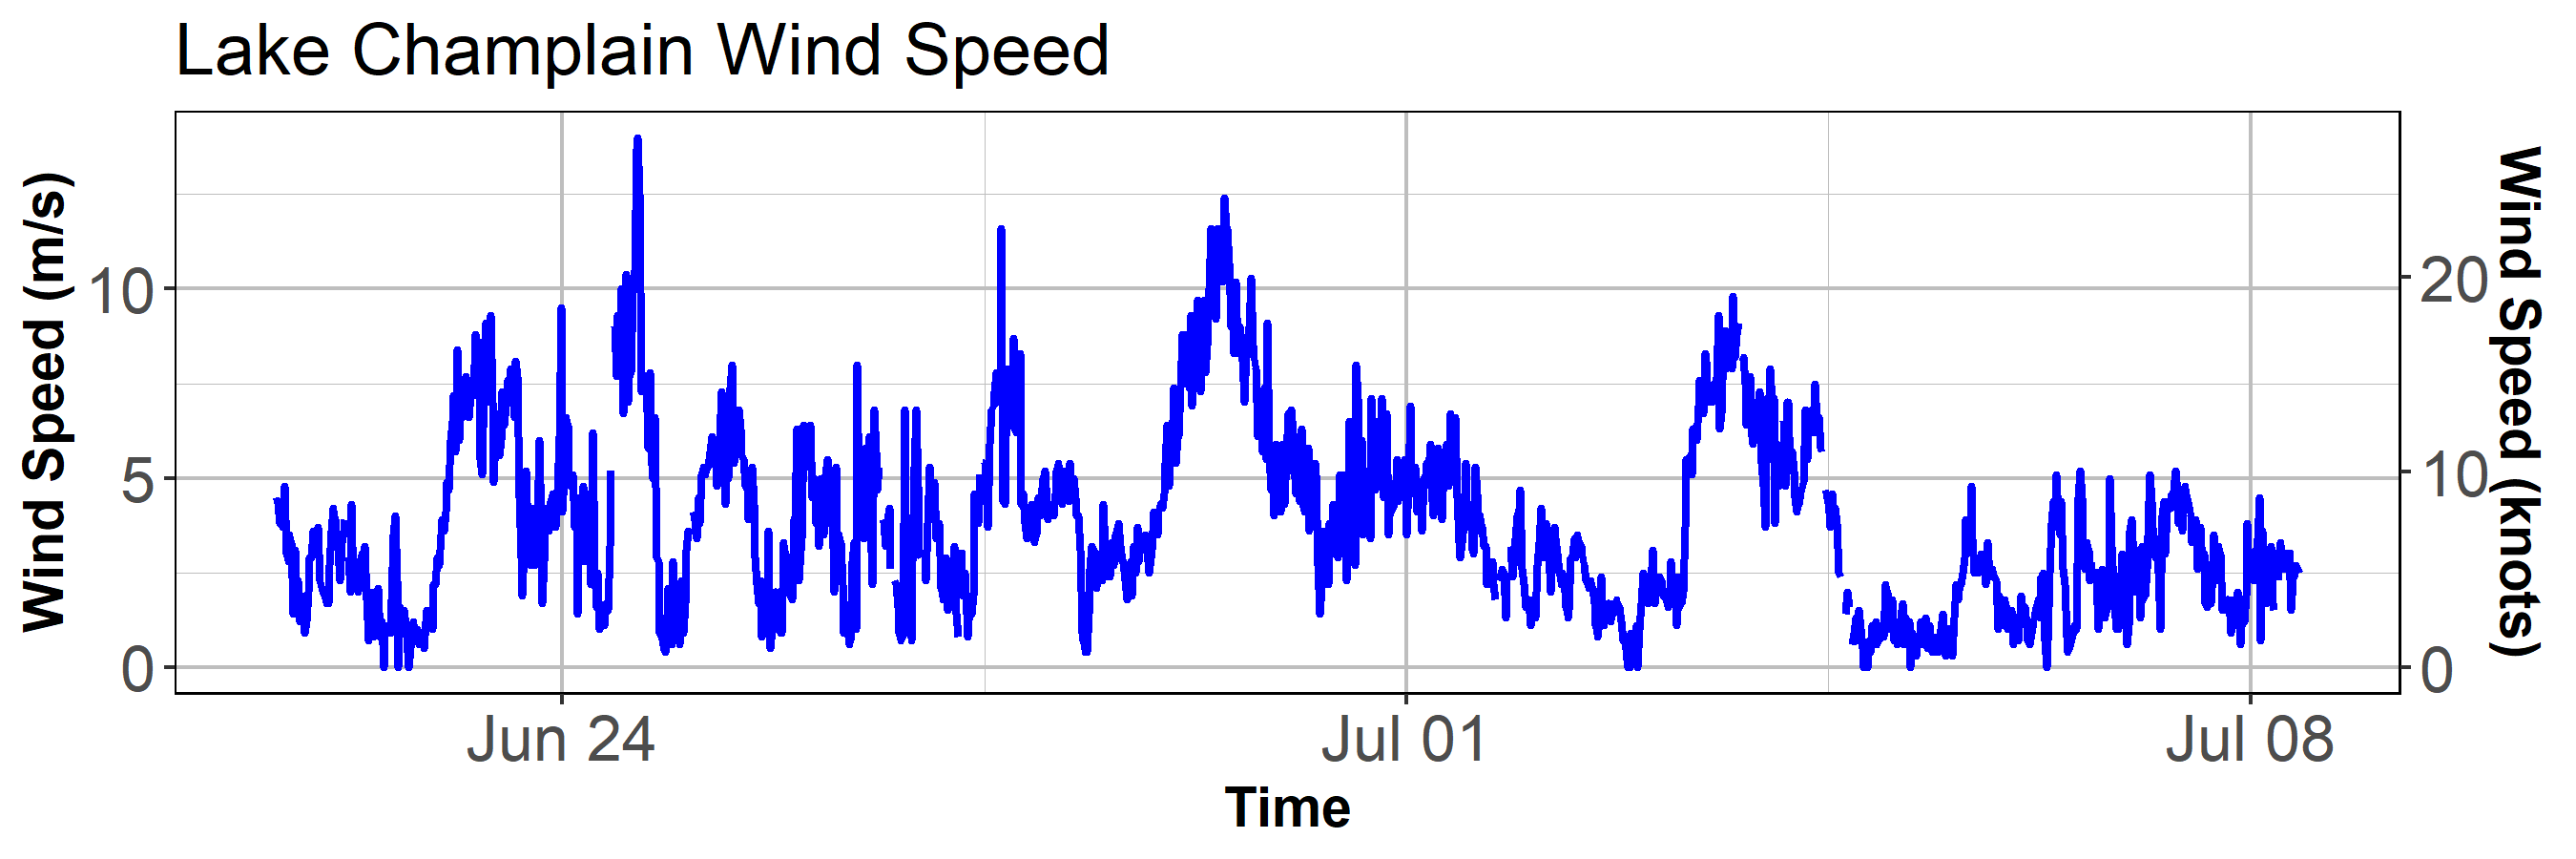 Lake Champlain Wind Speed
Wind Speed (m/s)
10
5
0
20
10
0
Wind Speed (knots)
Jun 24
Jul 01
Jul 08
Time